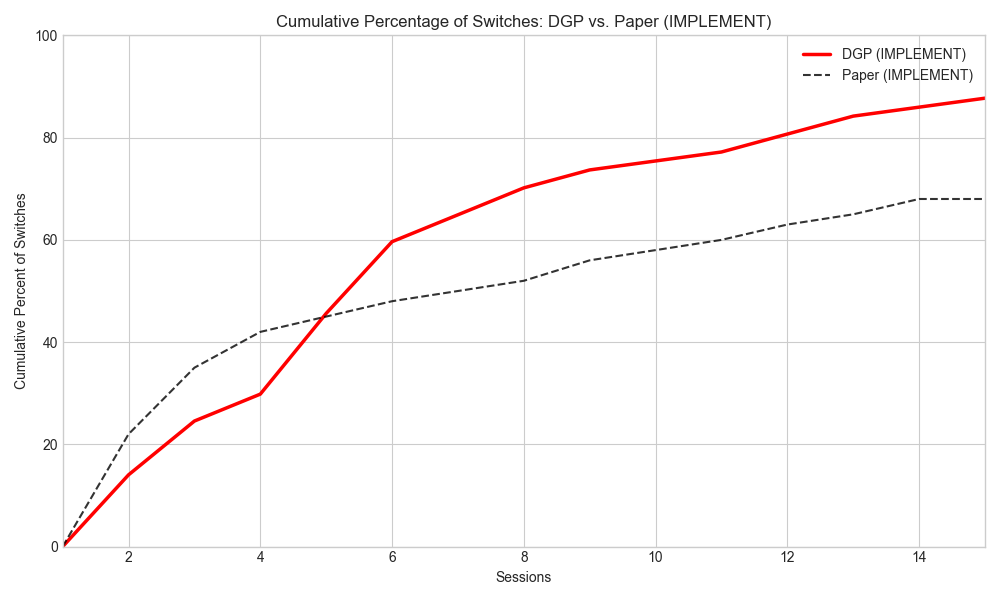 Cumulative Percentage of Switches: DGP vs. Paper (IMPLEMENT)
DGP (IMPLEMENT)
Paper (IMPLEMENT)
Cumulative Percent of Switches
100
80
60
40
20
0
2 4 6 8 10 12 14
Sessions